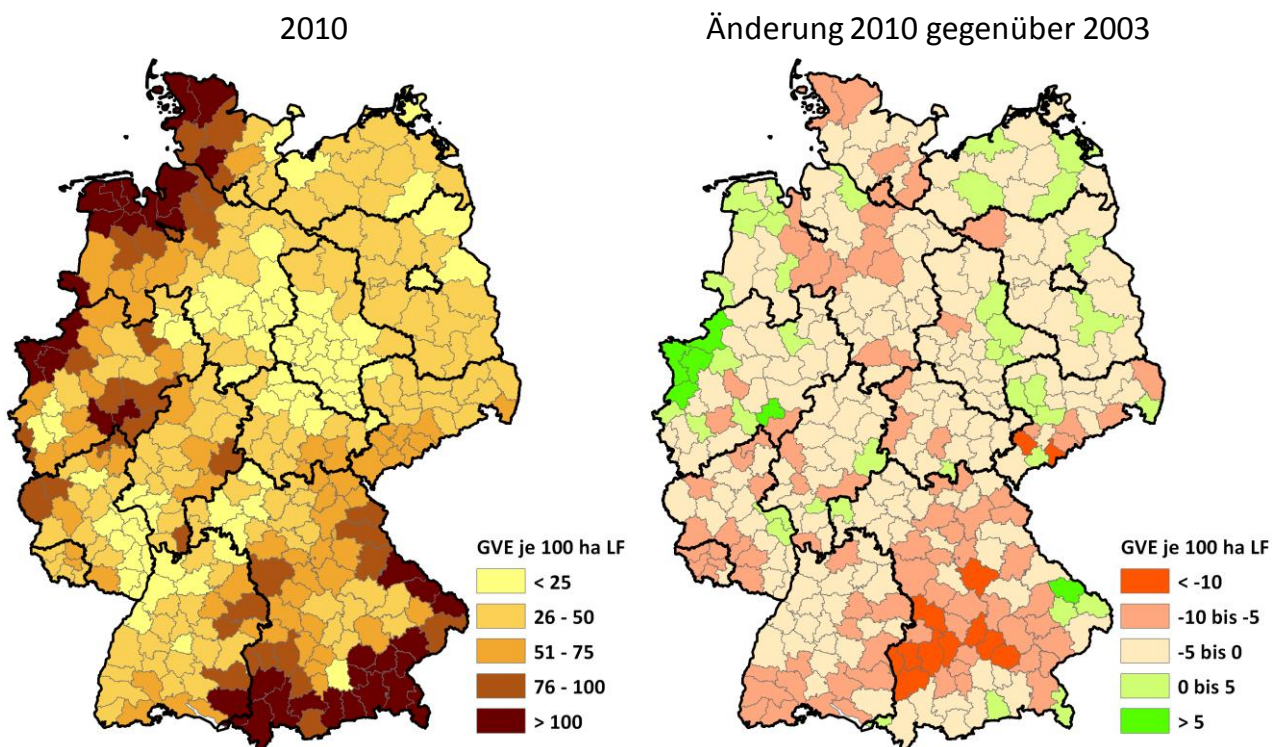 2010
Änderung 2010 gegenüber 2003
GVE je 100 ha LF
< 25
26 - 50
51 - 75
76 - 100
> 100
GVE je 100 ha LF
< -10
-10 bis -5
-5 bis 0
0 bis 5
> 5